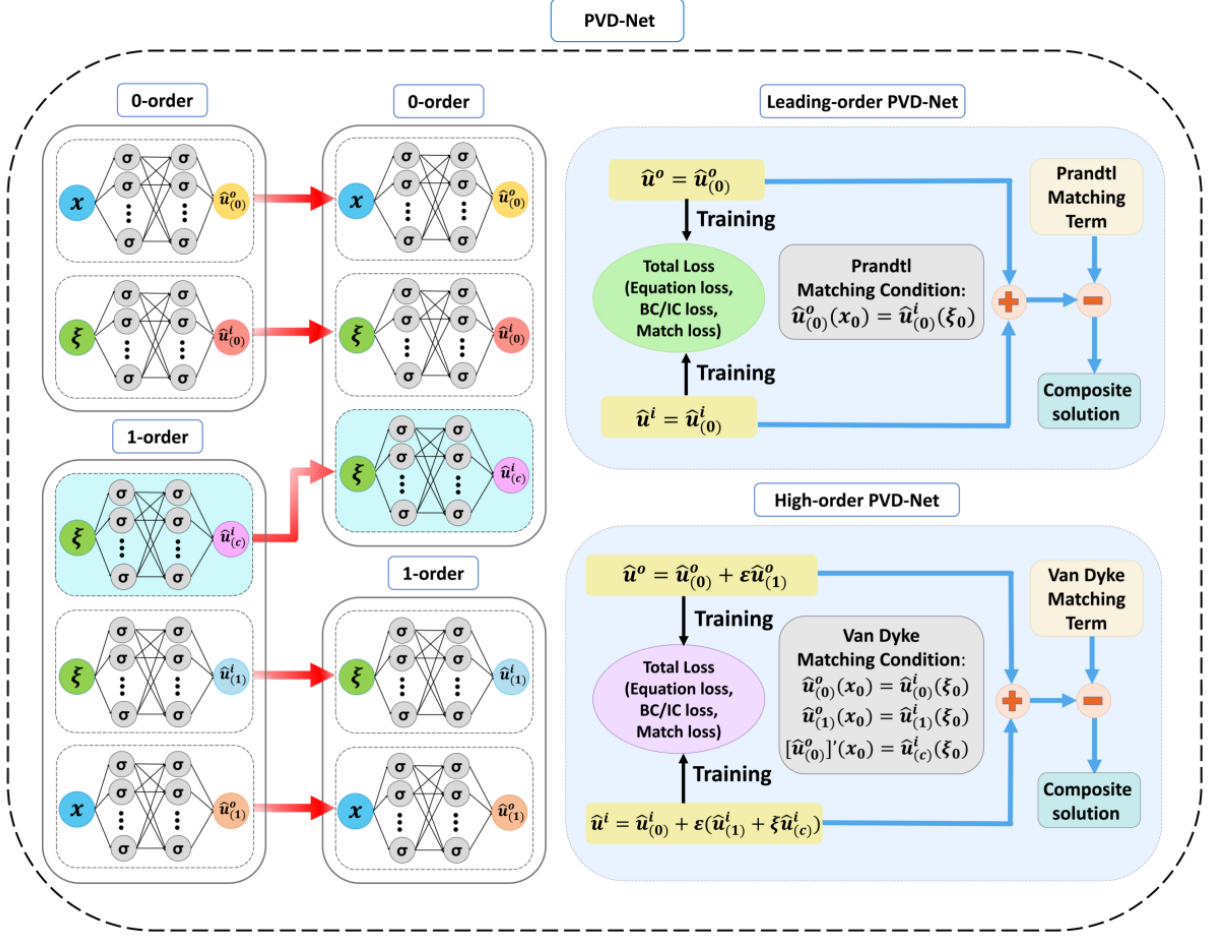 PVD-Net
0-order
x
σ σ
σ σ
σ σ
û^o_(0)
ξ
σ σ
σ σ
σ σ
û^i_(0)
1-order
ξ
σ σ
σ σ
σ σ
û^i_(c)
ξ
σ σ
σ σ
σ σ
û^i_(1)
x
σ σ
σ σ
σ σ
û^o_(1)
0-order
x
σ σ
σ σ
σ σ
û^o_(0)
ξ
σ σ
σ σ
σ σ
û^i_(0)
ξ
σ σ
σ σ
σ σ
û^i_(c)
1-order
ξ
σ σ
σ σ
σ σ
û^i_(1)
x
σ σ
σ σ
σ σ
û^o_(1)
Leading-order PVD-Net
û^o = û^o_(0)
Training
Total Loss
(Equation loss,
BC/IC loss,
Match loss)
Training
û^i = û^i_(0)
Prandtl
Matching Condition:
û^o_(0)(x_0) = û^i_(0)(ξ_0)
Prandtl
Matching
Term
+
−
Composite
solution
High-order PVD-Net
û^o = û^o_(0) + εû^o_(1)
Training
Total Loss
(Equation loss,
BC/IC loss,
Match loss)
Training
û^i = û^i_(0) + ε(û^i_(1) + ξû^i_(c))
Van Dyke
Matching Condition:
û^o_(0)(x_0) = û^i_(0)(ξ_0)
û^o_(1)(x_0) = û^i_(1)(ξ_0)
[û^o_(0)]′(x_0) = û^i_(c)(ξ_0)
Van Dyke
Matching
Term
+
−
Composite
solution